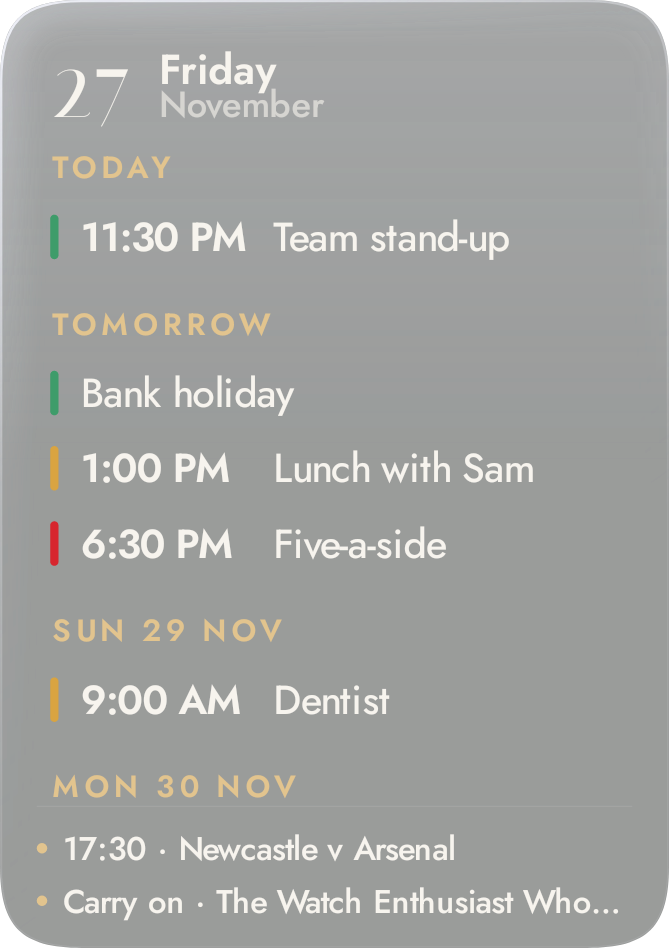 27 Friday
November
TODAY
11:30 PM Team stand-up
TOMORROW
Bank holiday
1:00 PM Lunch with Sam
6:30 PM Five-a-side
SUN 29 NOV
9:00 AM Dentist
MON 30 NOV
• 17:30 · Newcastle v Arsenal
• Carry on · The Watch Enthusiast Who...